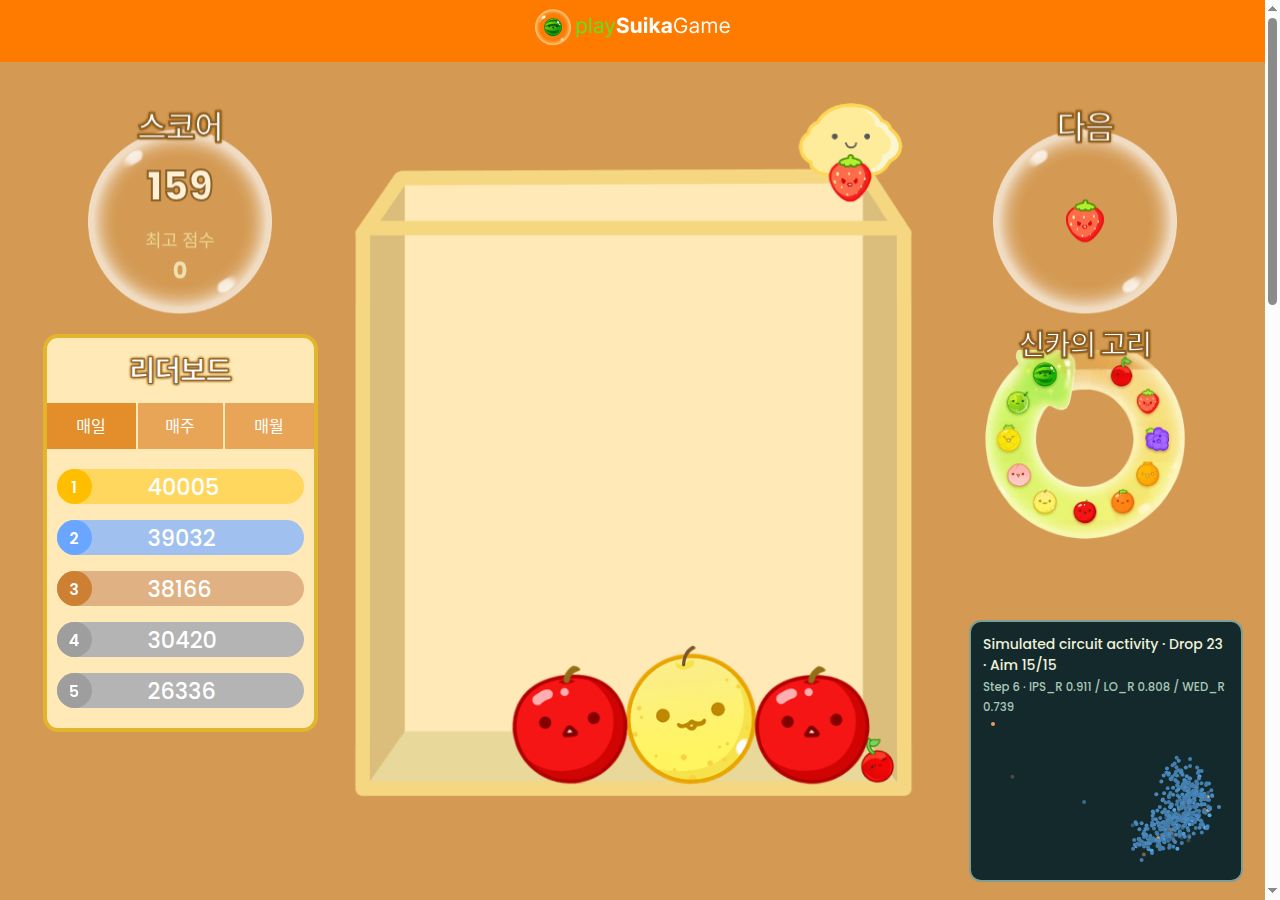 playSuikaGame
스코어
159
최고 점수
0
리더보드
매일
매주
매월
1 40005
2 39032
3 38166
4 30420
5 26336
다음
신카의 고리
Simulated circuit activity · Drop 23
· Aim 15/15
Step 6 · IPS_R 0.911 / LO_R 0.808 / WED_R
0.739